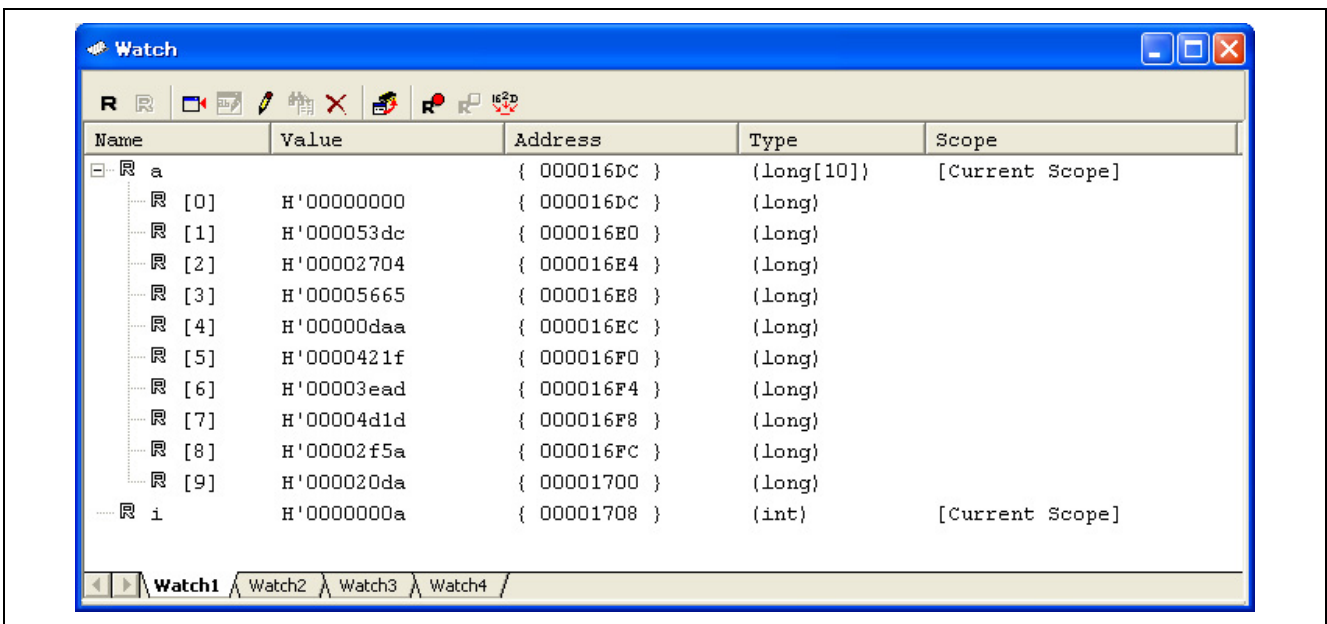 Watch
R R R R 16 2 D
Name Value Address Type Scope
R a { 000016DC } (long[10]) [Current Scope]
R [0] H'00000000 { 000016DC } (long)
R [1] H'000053dc { 000016E0 } (long)
R [2] H'00002704 { 000016E4 } (long)
R [3] H'00005665 { 000016E8 } (long)
R [4] H'00000daa { 000016EC } (long)
R [5] H'0000421f { 000016F0 } (long)
R [6] H'00003ead { 000016F4 } (long)
R [7] H'00004d1d { 000016F8 } (long)
R [8] H'00002f5a { 000016FC } (long)
R [9] H'000020da { 00001700 } (long)
R i H'0000000a { 00001708 } (int) [Current Scope]
Watch1 Watch2 Watch3 Watch4